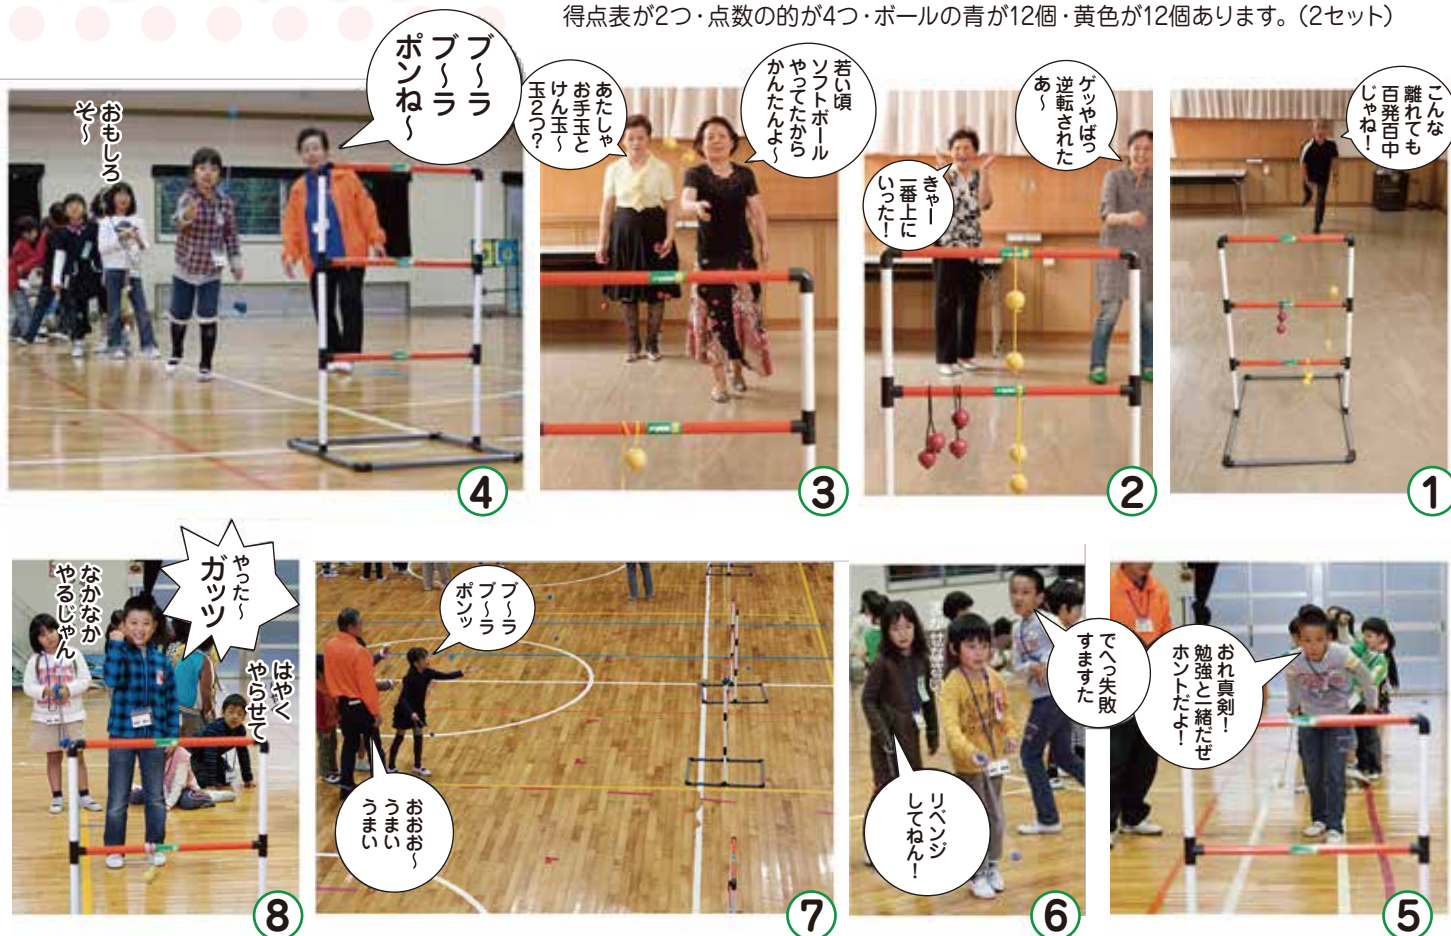 得点表が2つ・点数の的が4つ・ボールの青が12個・黄色が12個あります。（2セット）
こんな
離れても
百発百中
じゃね！
①
ゲッやばっ
逆転された
あ〜
きゃー
一番上に
いった！
②
若い頃
ソフトボール
やってたから
かんたんよ〜
あたしゃ
お手玉と
けん玉〜
玉2つ？
③
ブ〜ラ
ブ〜ラ
ポンね〜
おもしろ
そ〜
④
おれ真剣！
勉強と一緒だぜ
ホントだよ！
⑤
でへっ失敗
すますた
リベンジ
してねん！
⑥
ブ〜ラ
ブ〜ラ
ポンッ
おおお〜
うまい
うまい
⑦
やった〜
ガッツ
なかなか
やるじゃん
はやく
やらせて
⑧